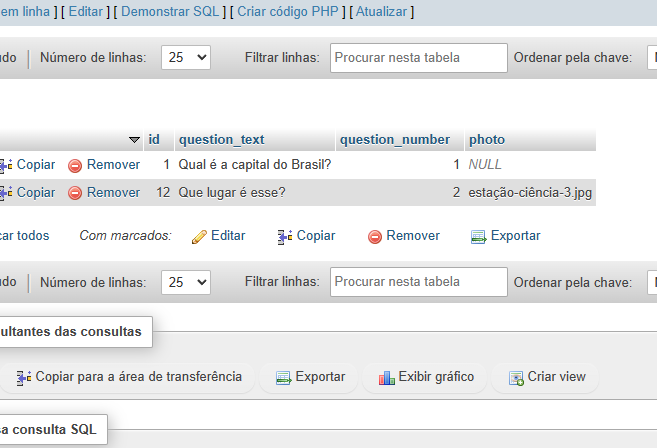 em linha ] [ Editar ] [ Demonstrar SQL ] [ Criar código PHP ] [ Atualizar ]
Número de linhas: 25 Filtrar linhas: Procurar nesta tabela Ordenar pela chave:
id question_text question_number photo
Copiar Remover 1 Qual é a capital do Brasil? 1 NULL
Copiar Remover 12 Que lugar é esse? 2 estação-ciência-3.jpg
todos Com marcados: Editar Copiar Remover Exportar
Número de linhas: 25 Filtrar linhas: Procurar nesta tabela Ordenar pela chave:
ultantes das consultas
Copiar para a área de transferência Exportar Exibir gráfico Criar view
sa consulta SQL